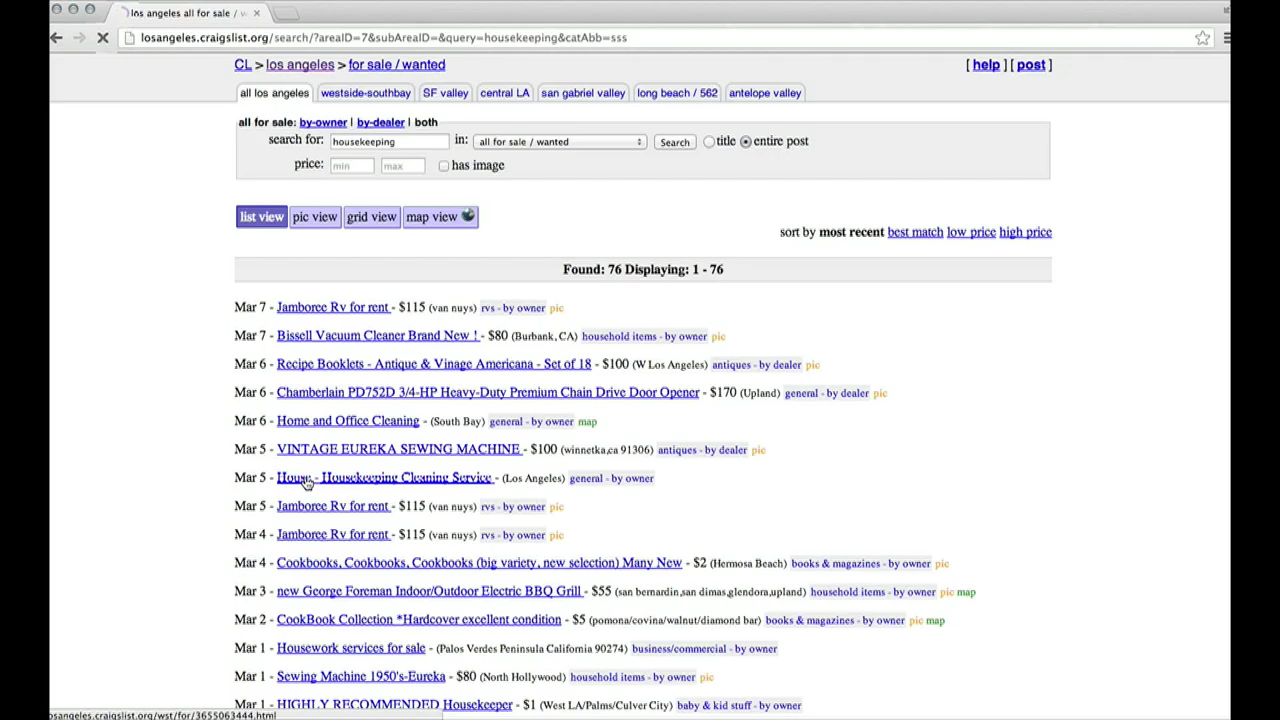 los angeles all for sale / w
losangeles.craigslist.org/search/?areaID=7&subAreaID=&query=housekeeping&catAbb=sss
CL > los angeles > for sale / wanted [ help ] [ post ]
all los angeles westside-southbay SF valley central LA san gabriel valley long beach / 562 antelope valley
all for sale: by-owner | by-dealer | both
search for: housekeeping in: all for sale / wanted Search title entire post
price: min max has image
list view pic view grid view map view
sort by most recent best match low price high price
Found: 76 Displaying: 1 - 76
Mar 7 - Jamboree Rv for rent - $115 (van nuys) rvs - by owner pic
Mar 7 - Bissell Vacuum Cleaner Brand New ! - $80 (Burbank, CA) household items - by owner pic
Mar 6 - Recipe Booklets - Antique & Vinage Americana - Set of 18 - $100 (W Los Angeles) antiques - by dealer pic
Mar 6 - Chamberlain PD752D 3/4-HP Heavy-Duty Premium Chain Drive Door Opener - $170 (Upland) general - by dealer pic
Mar 6 - Home and Office Cleaning - (South Bay) general - by owner map
Mar 5 - VINTAGE EUREKA SEWING MACHINE - $100 (winnetka,ca 91306) antiques - by dealer pic
Mar 5 - House - Housekeeping Cleaning Service - (Los Angeles) general - by owner
Mar 5 - Jamboree Rv for rent - $115 (van nuys) rvs - by owner pic
Mar 4 - Jamboree Rv for rent - $115 (van nuys) rvs - by owner pic
Mar 4 - Cookbooks, Cookbooks, Cookbooks (big variety, new selection) Many New - $2 (Hermosa Beach) books & magazines - by owner pic
Mar 3 - new George Foreman Indoor/Outdoor Electric BBQ Grill - $55 (san bernardin,san dimas,glendora,upland) household items - by owner pic map
Mar 2 - CookBook Collection *Hardcover excellent condition - $5 (pomona/covina/walnut/diamond bar) books & magazines - by owner pic map
Mar 1 - Housework services for sale - (Palos Verdes Peninsula California 90274) business/commercial - by owner
Mar 1 - Sewing Machine 1950's-Eureka - $80 (North Hollywood) household items - by owner pic
Mar 1 - HIGHLY RECOMMENDED Housekeeper - $1 (West LA/Palms/Culver City) baby & kid stuff - by owner
osangeles.craigslist.org/wst/for/3655063444.html